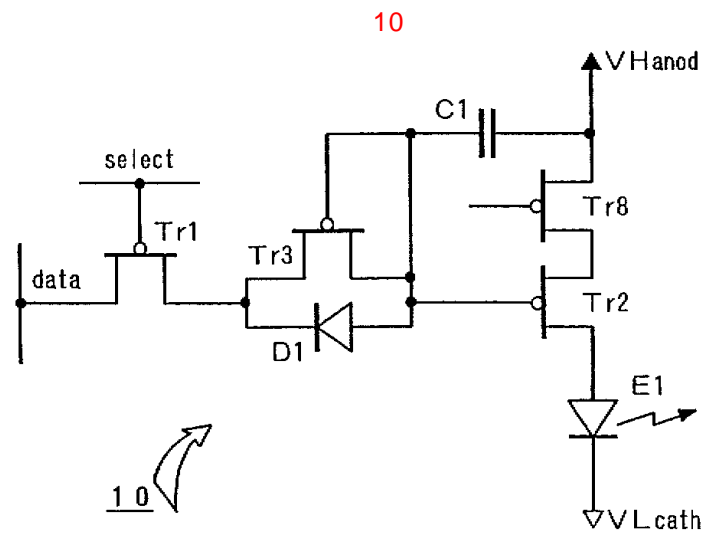 10
VHanod
C1
select
Tr1
Tr3
Tr8
data
Tr2
D1
E1
10
VLcath